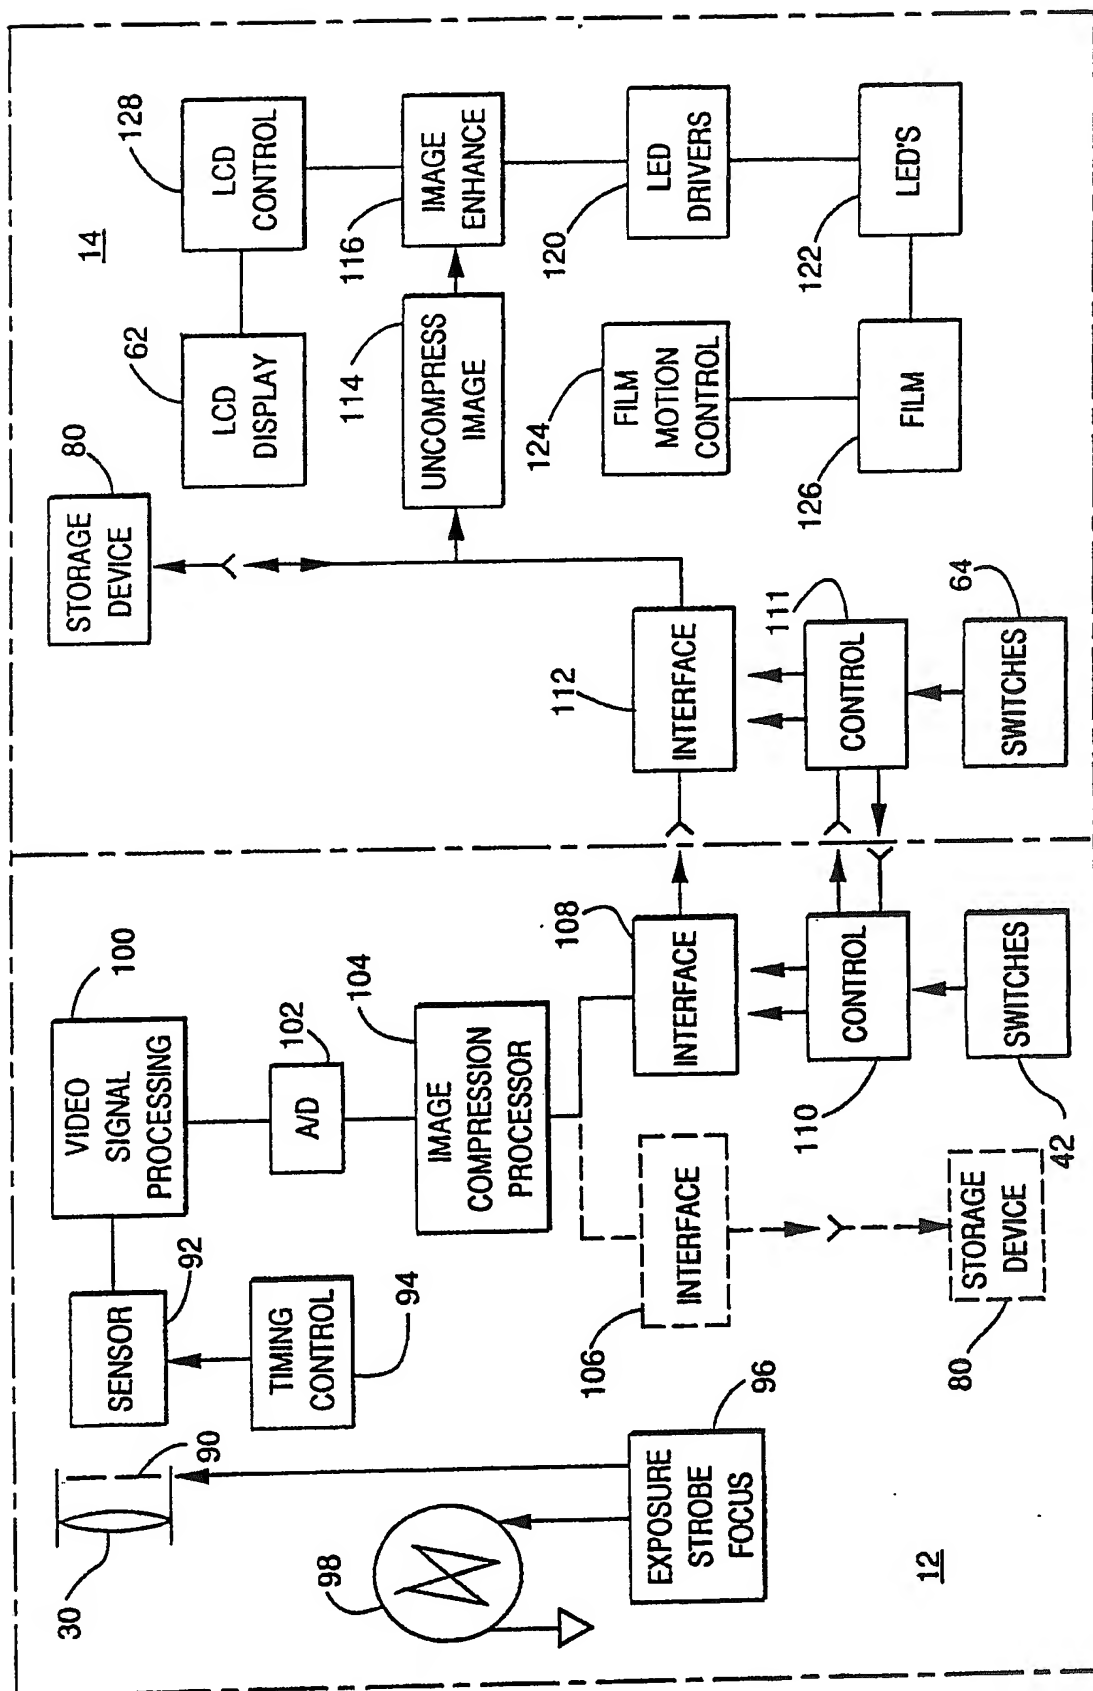 30
90
98
EXPOSURE
STROBE
FOCUS
96
12
SENSOR
92
TIMING
CONTROL
94
VIDEO
SIGNAL
PROCESSING
100
A/D
102
IMAGE
COMPRESSION
PROCESSOR
104
INTERFACE
106
STORAGE
DEVICE
80
INTERFACE
108
CONTROL
110
SWITCHES
42
14
STORAGE
DEVICE
80
INTERFACE
112
CONTROL
111
SWITCHES
64
LCD
DISPLAY
62
LCD
CONTROL
128
UNCOMPRESS
IMAGE
114
IMAGE
ENHANCE
116
FILM
MOTION
CONTROL
124
LED
DRIVERS
120
FILM
126
LED'S
122